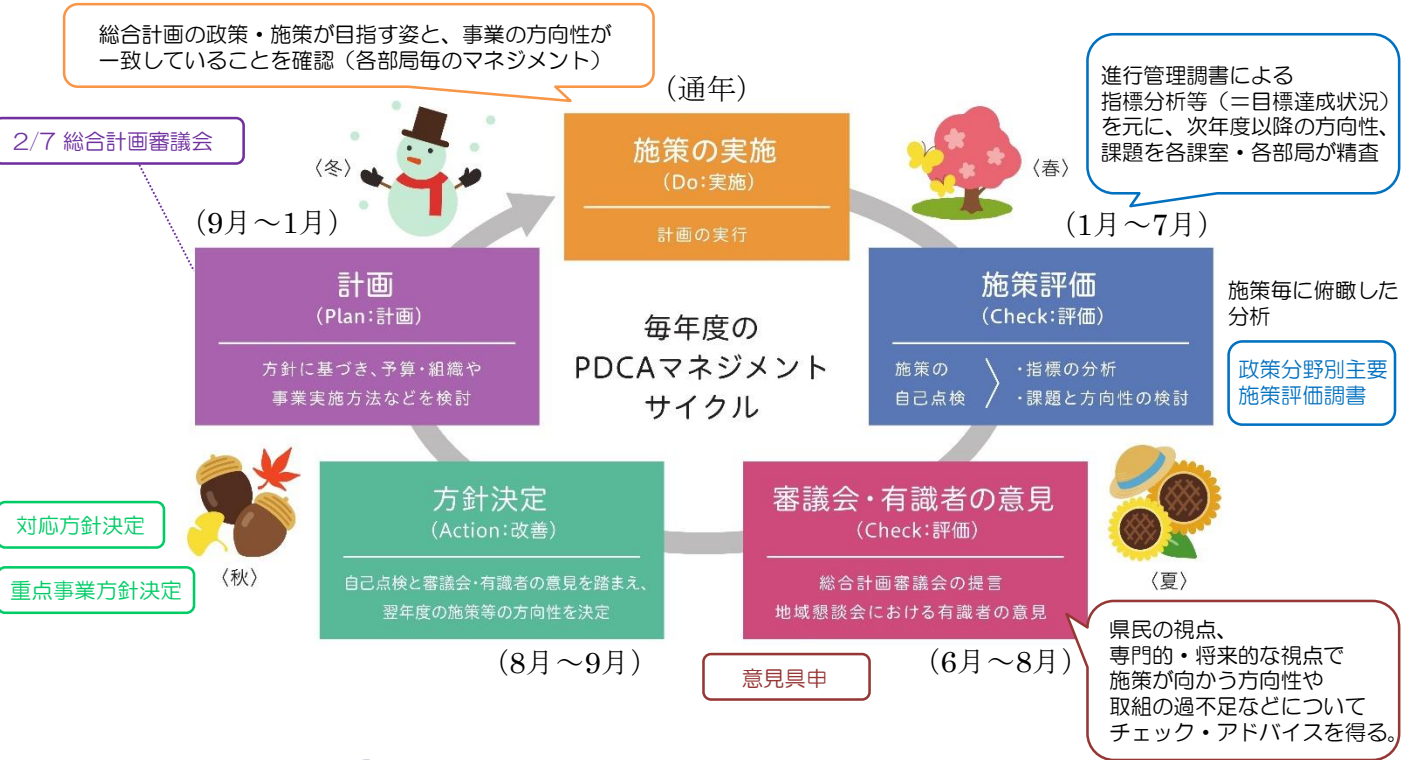 総合計画の政策・施策が目指す姿と、事業の方向性が
一致していることを確認（各部局毎のマネジメント）
（通年）
進行管理調書による
指標分析等（＝目標達成状況）
を元に、次年度以降の方向性、
課題を各課室・各部局が精査
2/7 総合計画審議会
〈冬〉
施策の実施
(Do:実施)
計画の実行
〈春〉
（9月～1月）
（1月～7月）
計画
(Plan:計画)
方針に基づき、予算・組織や
事業実施方法などを検討
毎年度の
PDCAマネジメント
サイクル
施策評価
(Check:評価)
施策の
自己点検
・指標の分析
・課題と方向性の検討
施策毎に俯瞰した
分析
政策分野別主要
施策評価調書
対応方針決定
重点事業方針決定
〈秋〉
方針決定
(Action:改善)
自己点検と審議会・有識者の意見を踏まえ、
翌年度の施策等の方向性を決定
（8月～9月）
審議会・有識者の意見
(Check:評価)
総合計画審議会の提言
地域懇談会における有識者の意見
〈夏〉
（6月～8月）
意見具申
県民の視点、
専門的・将来的な視点で
施策が向かう方向性や
取組の過不足などについて
チェック・アドバイスを得る。